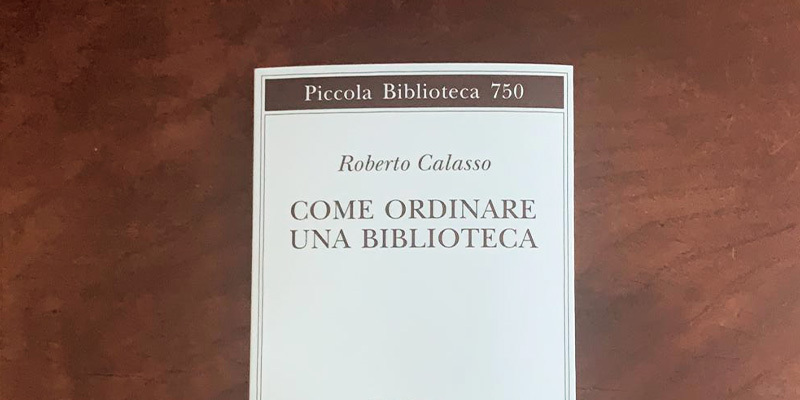 Piccola Biblioteca 750
Roberto Calasso
COME ORDINARE
UNA BIBLIOTECA